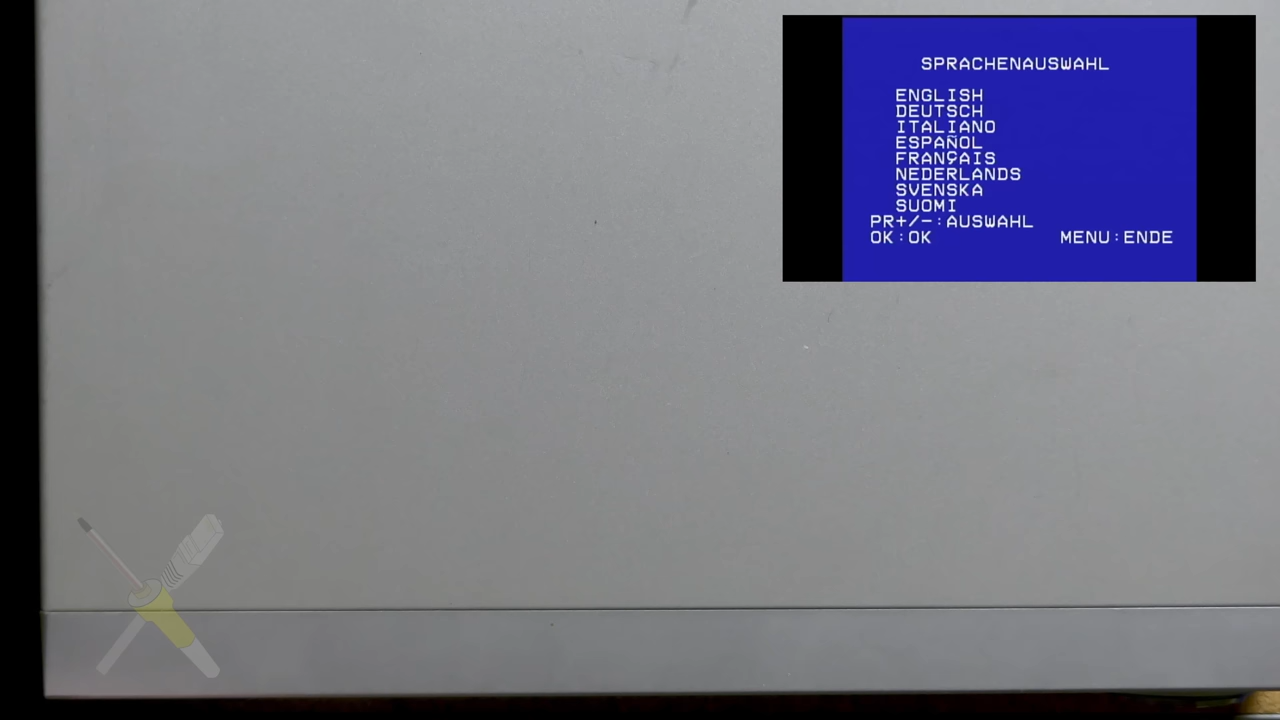 SPRACHENAUSWAHL
ENGLISH
DEUTSCH
ITALIANO
ESPAÑOL
FRANÇAIS
NEDERLANDS
SVENSKA
SUOMI
PR+/-:AUSWAHL
OK:OK MENU:ENDE